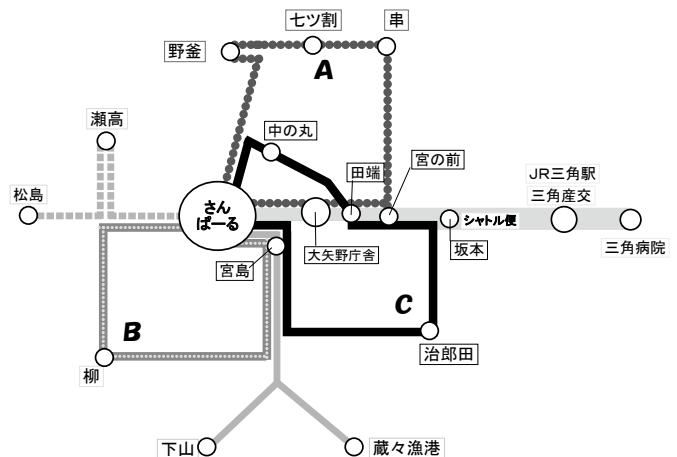 七ツ割
串
野釜
A
瀬高
中の丸
田端
宮の前
JR三角駅
三角産交
松島
さん
ぱーる
シャトル便
宮島
大矢野庁舎
坂本
三角病院
B
C
治郎田
柳
下山
蔵々漁港